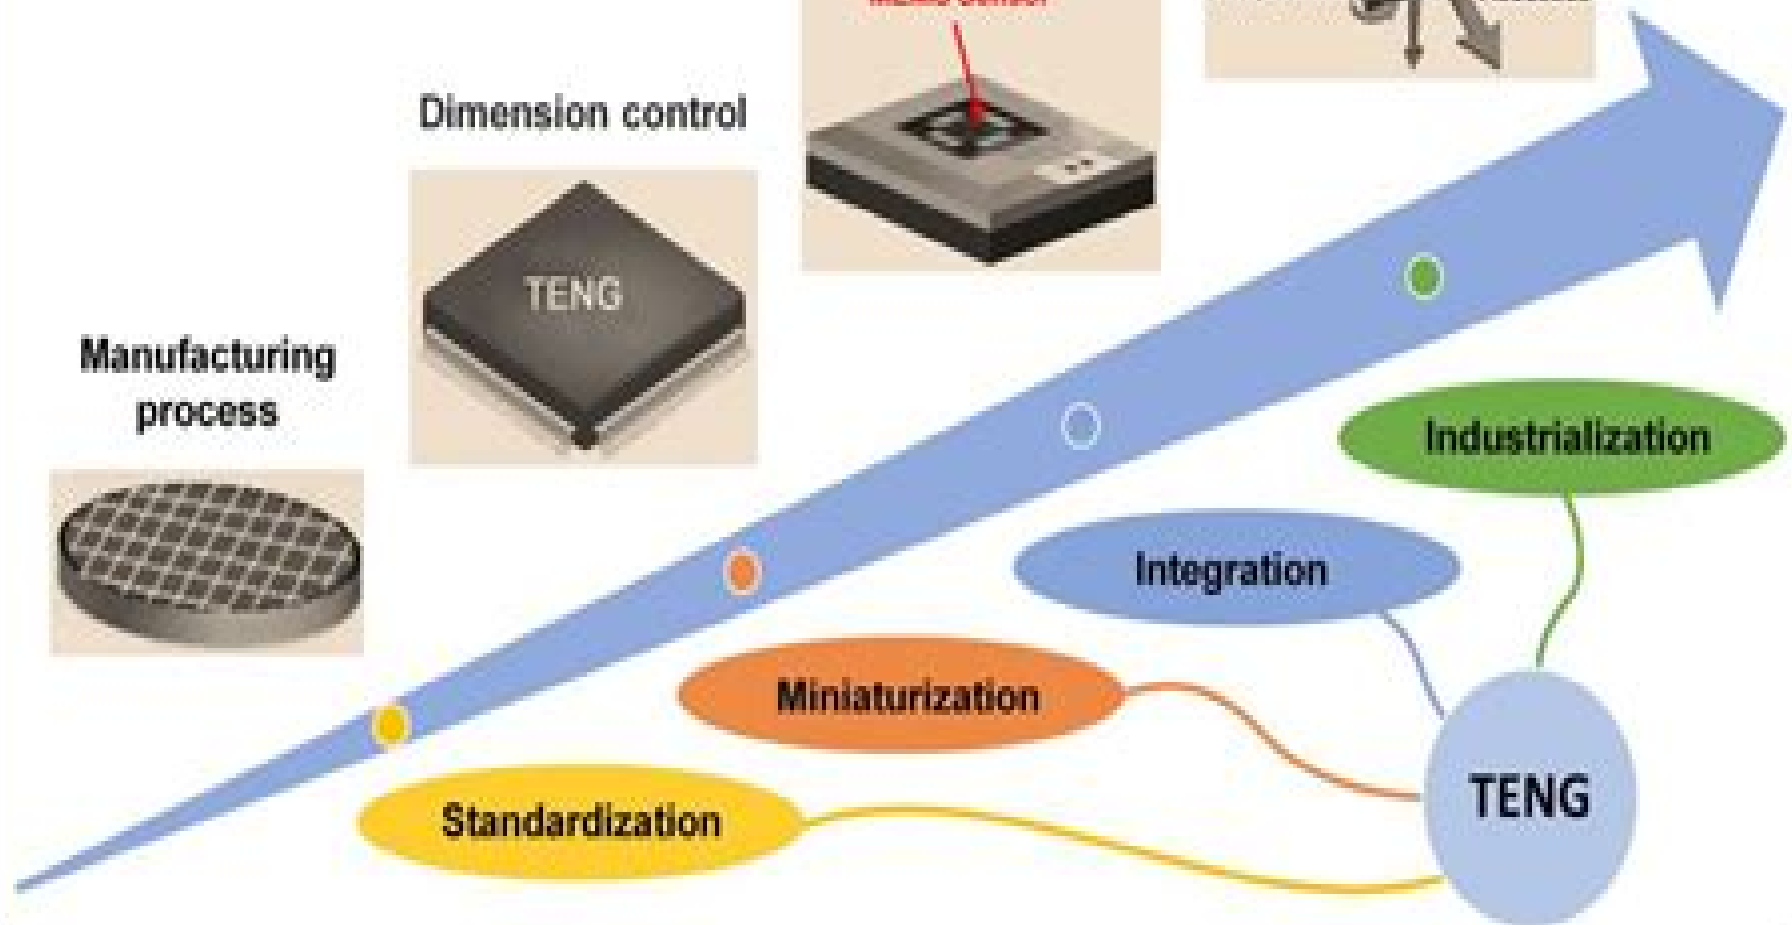 Dimension control
TENG
Manufacturing
process
Industrialization
Integration
Miniaturization
Standardization
TENG